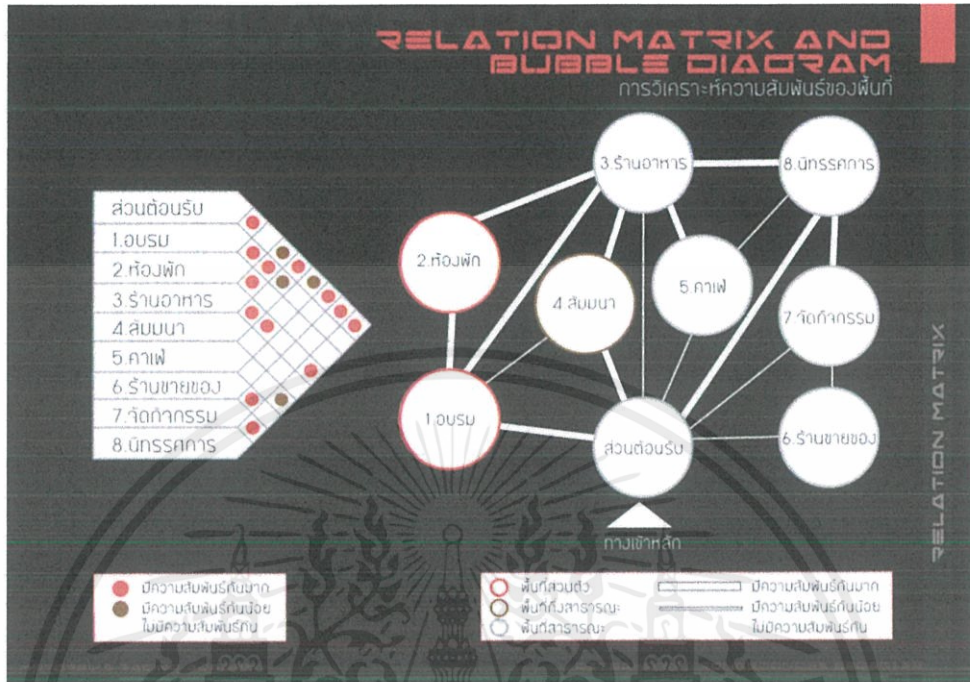 RELATION MATRIX AND
BUBBLE DIAGRAM
การวิเคราะห์ความสัมพันธ์ของพื้นที่
ส่วนต้อนรับ
1.อบรม
2.ห้องพัก
3.ร้านอาหาร
4.สัมมนา
5.คาเฟ่
6.ร้านขายของ
7.จัดกิจกรรม
8.นิทรรศการ
3.ร้านอาหาร
8.นิทรรศการ
2.ห้องพัก
4.สัมมนา
5.คาเฟ่
7.จัดกิจกรรม
1.อบรม
ส่วนต้อนรับ
6.ร้านขายของ
ทางเข้าหลัก
RELATION MATRIX
มีความสัมพันธ์กันมาก
มีความสัมพันธ์กันน้อย
ไม่มีความสัมพันธ์กัน
พื้นที่ส่วนตัว
มีความสัมพันธ์กันมาก
พื้นที่กึ่งสาธารณะ
มีความสัมพันธ์กันน้อย
พื้นที่สาธารณะ
ไม่มีความสัมพันธ์กัน